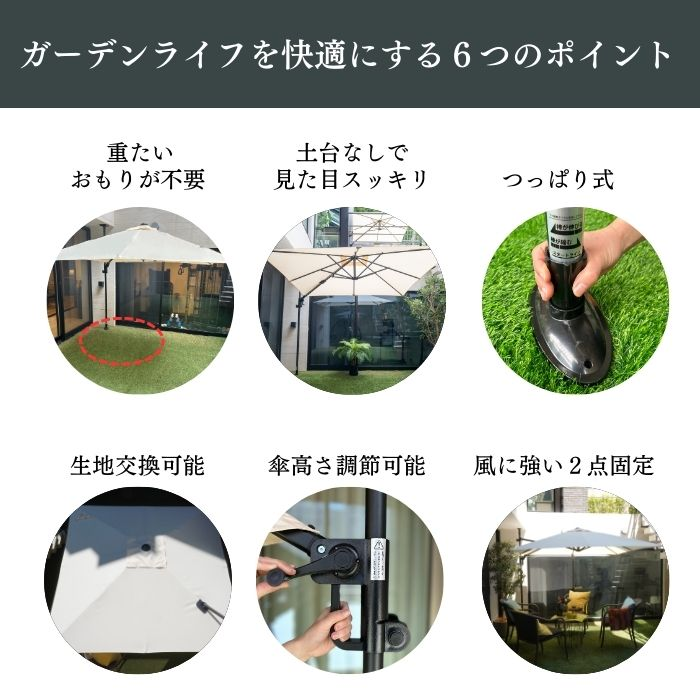 ガーデンライフを快適にする６つのポイント
重たい
おもりが不要
土台なしで
見た目スッキリ
つっぱり式
生地交換可能
傘高さ調節可能
風に強い２点固定